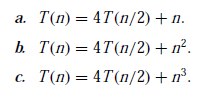 a. T(n) = 4T(n/2) + n.
b. T(n) = 4T(n/2) + n².
c. T(n) = 4T(n/2) + n³.